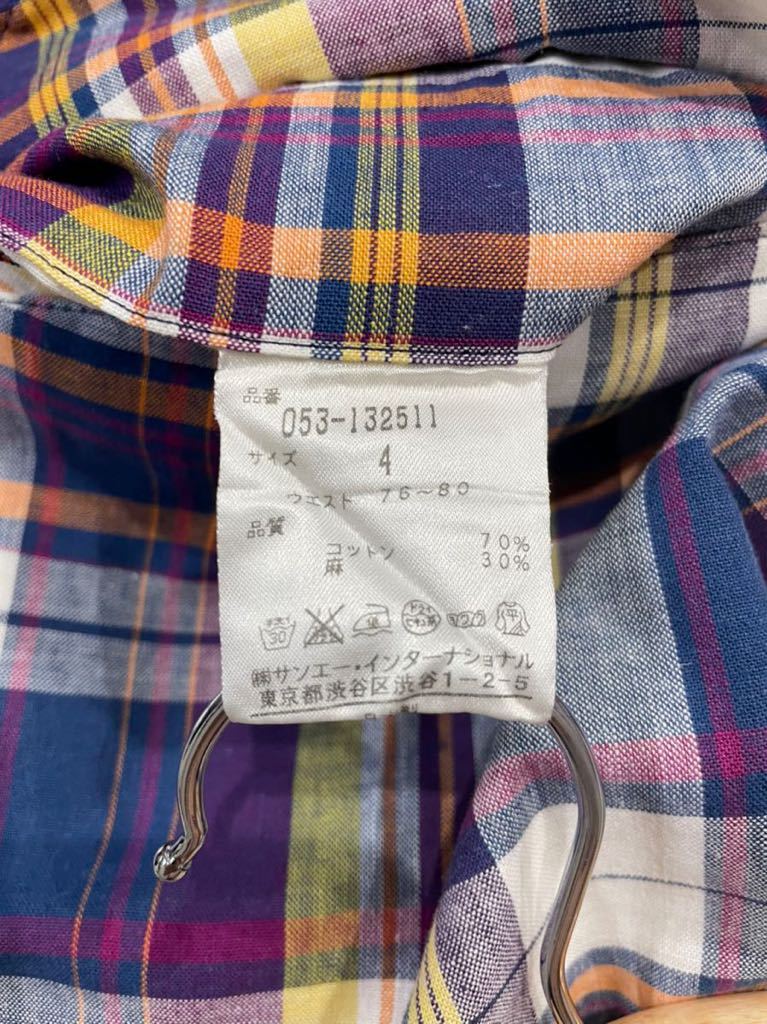 品番
053-132511
サイズ 4
ウエスト 76~80
品質
コットン 70%
麻 30%
㈱サンエー・インターナショナル
東京都渋谷区渋谷1-2-5